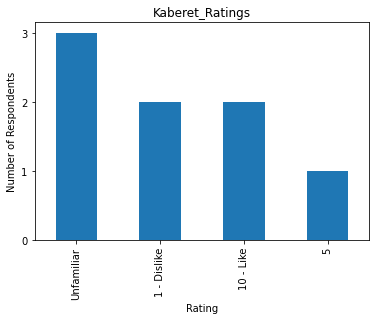 Kaberet_Ratings
Number of Respondents
3
2
1
0
Unfamiliar
1 - Dislike
10 - Like
5
Rating